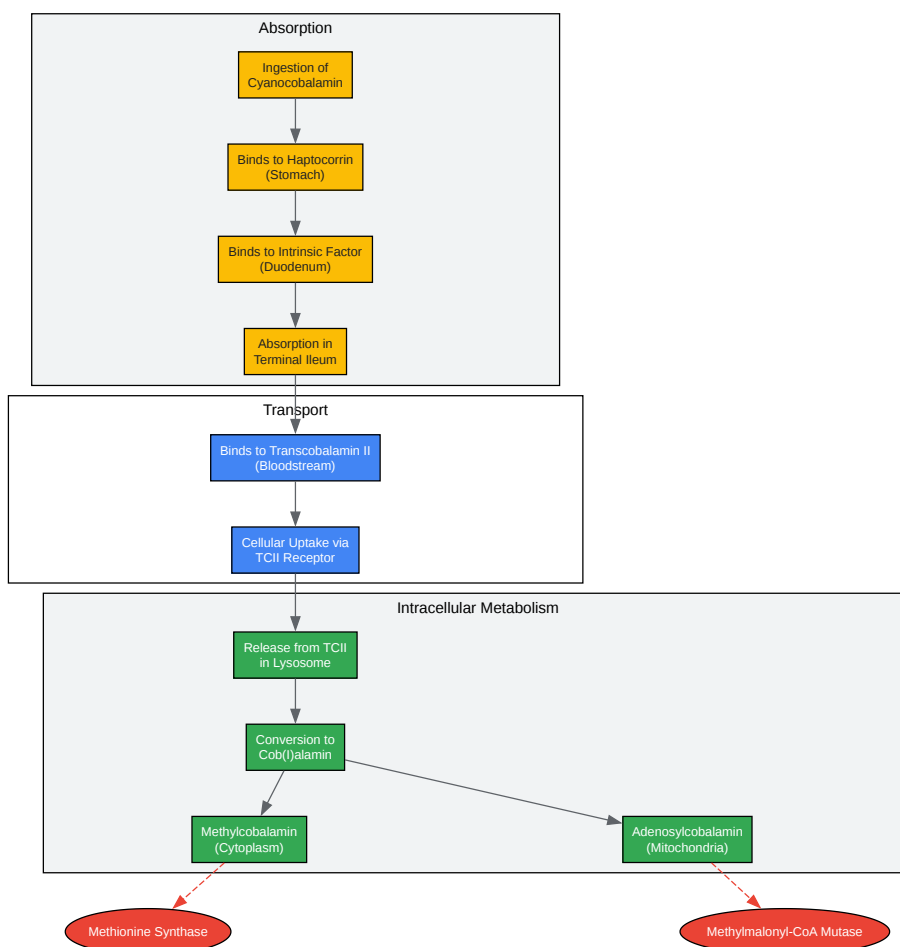 Absorption
Ingestion of
Cyanocobalamin
Binds to Haptocorrin
(Stomach)
Binds to Intrinsic Factor
(Duodenum)
Absorption in
Terminal Ileum
Transport
Binds to Transcobalamin II
(Bloodstream)
Cellular Uptake via
TCII Receptor
Intracellular Metabolism
Release from TCII
in Lysosome
Conversion to
Cob(I)alamin
Methylcobalamin
(Cytoplasm)
Adenosylcobalamin
(Mitochondria)
Methionine Synthase
Methylmalonyl-CoA Mutase